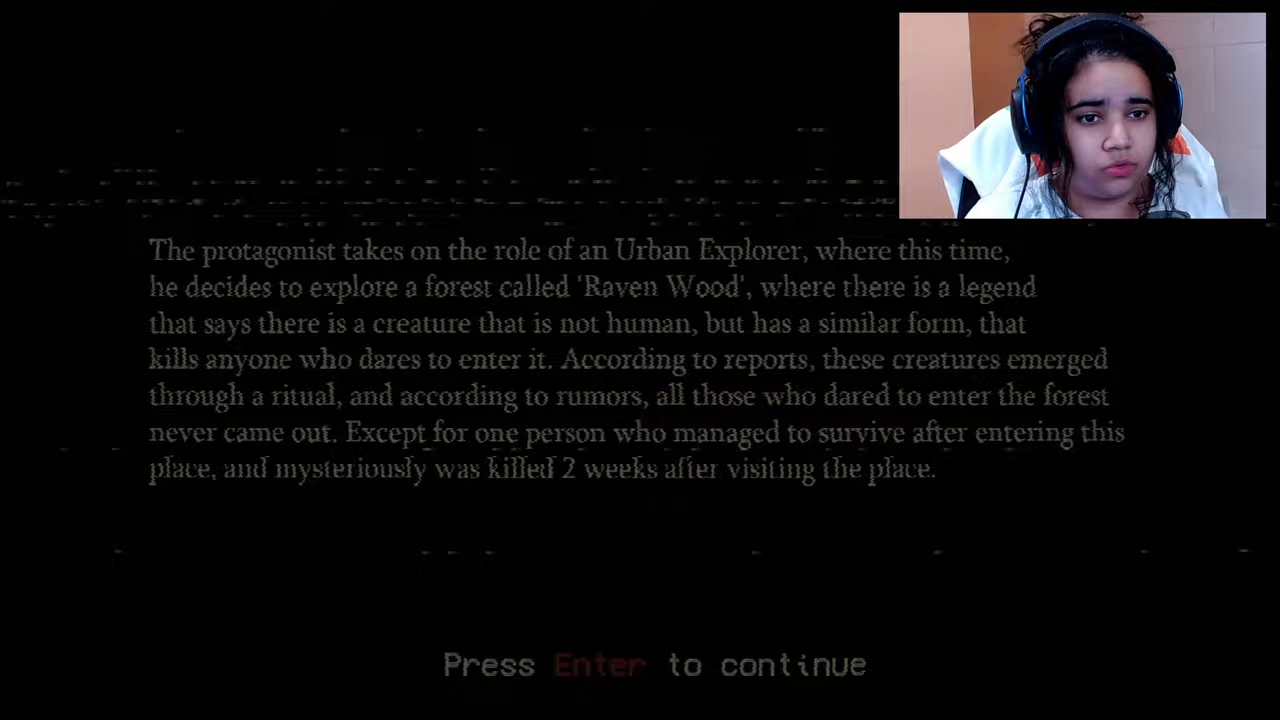 The protagonist takes on the role of an Urban Explorer, where this time,
he decides to explore a forest called 'Raven Wood', where there is a legend
that says there is a creature that is not human, but has a similar form, that
kills anyone who dares to enter it. According to reports, these creatures emerged
through a ritual, and according to rumors, all those who dared to enter the forest
never came out. Except for one person who managed to survive after entering this
place, and mysteriously was killed 2 weeks after visiting the place.
Press Enter to continue